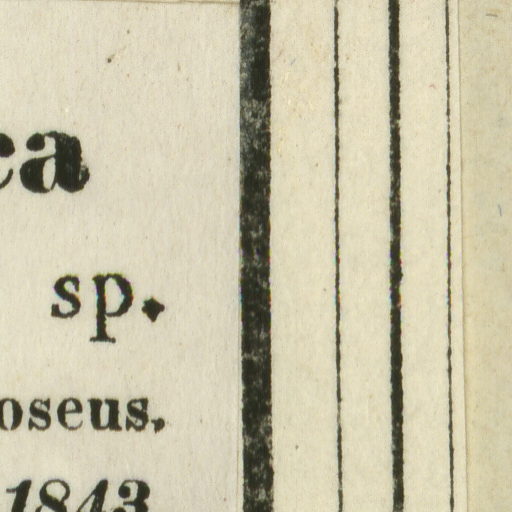 ca
sp.
oseus.
1843